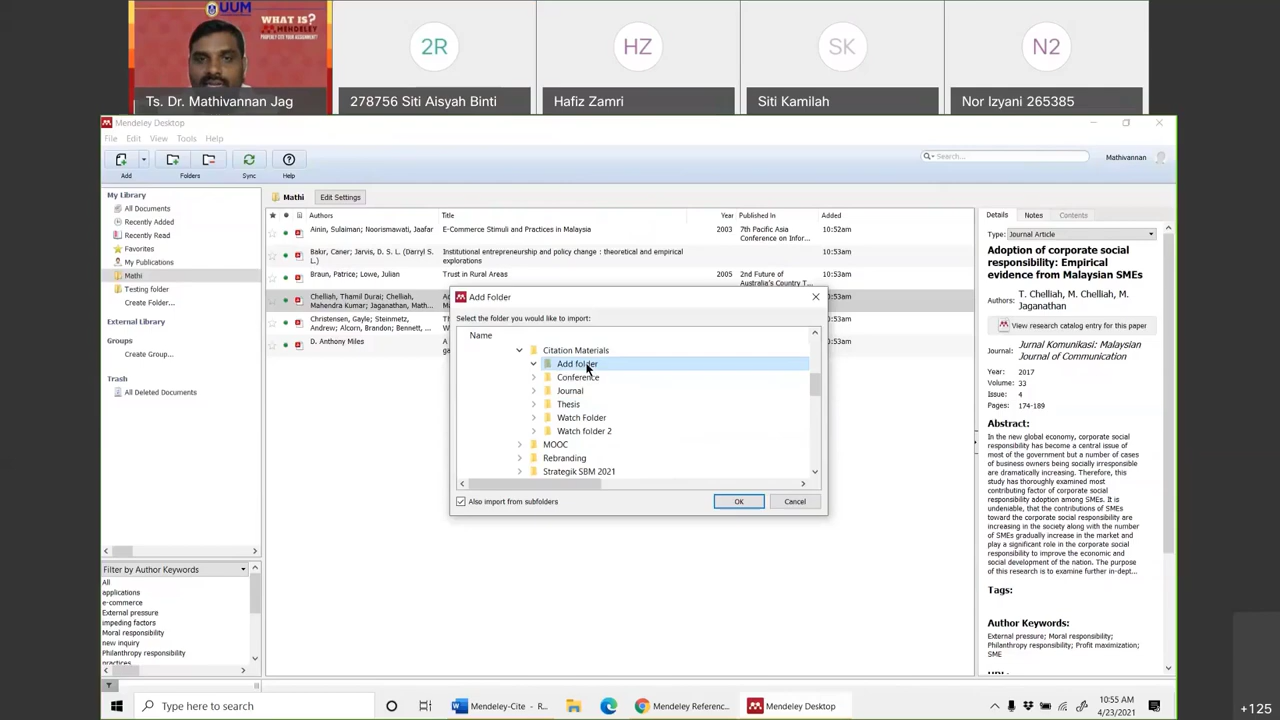 UUM
WHAT IS?
MENDELEY
PROPERLY CITE YOUR ASSIGNMENT?
2R
HZ
SK
N2
Ts. Dr. Mathivannan Jag
278756 Siti Aisyah Binti
Hafiz Zamri
Siti Kamilah
Nor Izyani 265385
Mendeley Desktop
File Edit View Tools Help
Search...
Mathivannan
Add Folders Sync Help
My Library
All Documents
Recently Added
Recently Read
Favorites
My Publications
Mathi
Testing folder
Create Folder...
External Library
Groups
Create Group...
Trash
All Deleted Documents
Filter by Author Keywords
All
applications
e-commerce
External pressure
impeding factors
Moral responsibility
new inquiry
Philanthropy responsibility
practices
Mathi Edit Settings
Authors Title Year Published In Added
Ainin, Sulaiman; Noorismawati, Jaafar E-Commerce Stimuli and Practices in Malaysia 2003 7th Pacific Asia 10:52am
Conference on Infor...
Bakır, Caner; Jarvis, D. S. L. (Darryl S. Institutional entrepreneurship and policy change : theoretical and empirical 10:53am
L.) explorations
Braun, Patrice; Lowe, Julian Trust in Rural Areas 2005 2nd Future of 10:53am
Australia's Country T...
Chelliah, Thamil Durai; Chelliah, 10:53am
Mahendra Kumar; Jaganathan, Math...
Christensen, Gayle; Steinmetz, 10:53am
Andrew; Alcorn, Brandon; Bennett, ...
D. Anthony Miles A 10:53am
Add Folder
Select the folder you would like to import:
Name
Citation Materials
Add folder
Conference
Journal
Thesis
Watch Folder
Watch folder 2
MOOC
Rebranding
Strategik SBM 2021
Also import from subfolders OK Cancel
Details Notes Contents
Type: Journal Article
Adoption of corporate social
responsibility: Empirical
evidence from Malaysian SMEs
Authors: T. Chelliah, M. Chelliah, M.
Jaganathan
View research catalog entry for this paper
Journal: Jurnal Komunikasi: Malaysian
Journal of Communication
Year: 2017
Volume: 33
Issue: 4
Pages: 174-189
Abstract:
In the new global economy, corporate social
responsibility has become a central issue of
most of the government but a number of cases
of business owners being socially irresponsible
are dramatically increasing. Therefore, this
study has thoroughly examined most
contributing factor of corporate social
responsibility adoption among SMEs. It is
undeniable, that the contributions of SMEs
toward the corporate social responsibility are
increasing in the society along with the number
of SMEs gradually increase in the market and
play a significant role in the corporate social
responsibility to improve the economic and
social development of the nation. The purpose
of this research is to examine further in-dept...
Tags:
Author Keywords:
External pressure; Moral responsibility;
Philanthropy responsibility; Profit maximization;
SME
Type here to search
Mendeley-Cite - R...
Mendeley Referenc...
Mendeley Desktop
10:55 AM
4/23/2021
+125